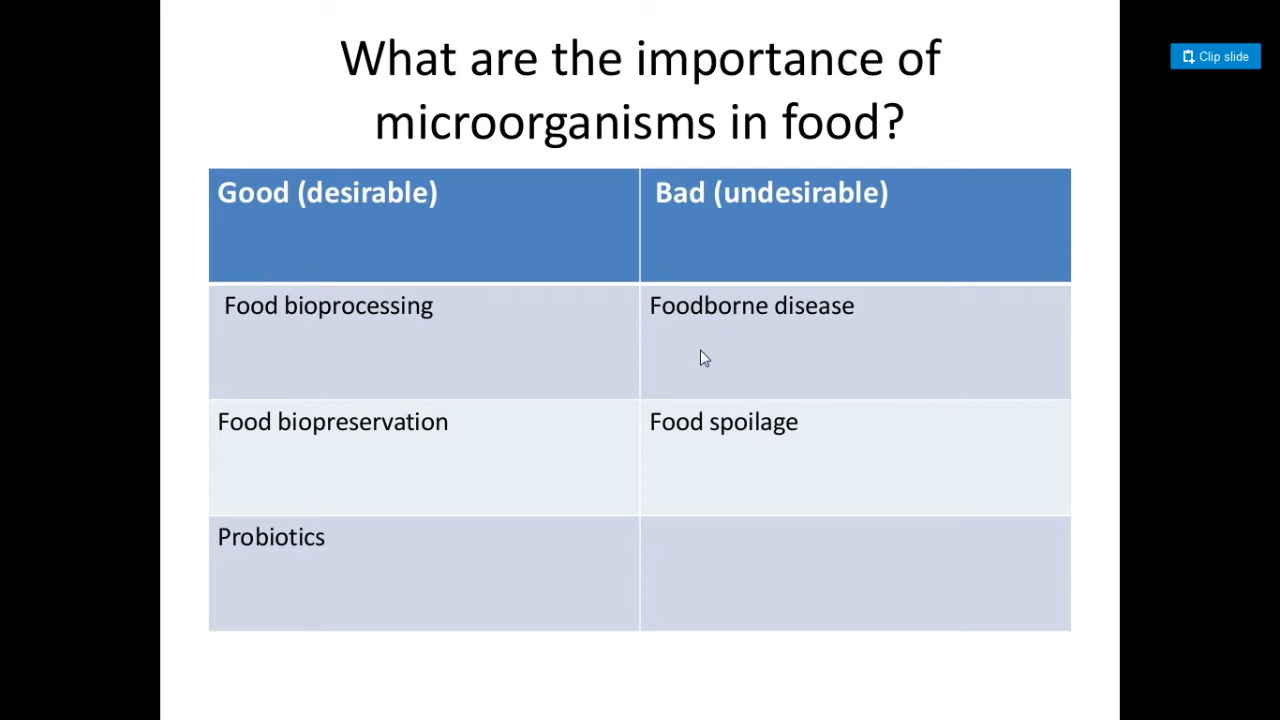 What are the importance of
microorganisms in food?
Clip slide
Good (desirable)
Bad (undesirable)
Food bioprocessing
Foodborne disease
Food biopreservation
Food spoilage
Probiotics